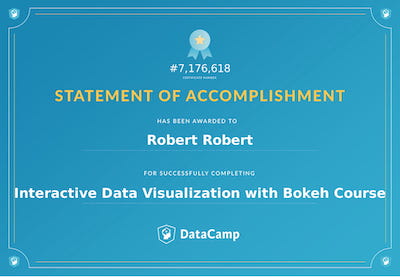 #7,176,618
CERTIFICATE NUMBER
STATEMENT OF ACCOMPLISHMENT
HAS BEEN AWARDED TO
Robert Robert
FOR SUCCESSFULLY COMPLETING
Interactive Data Visualization with Bokeh Course
DataCamp